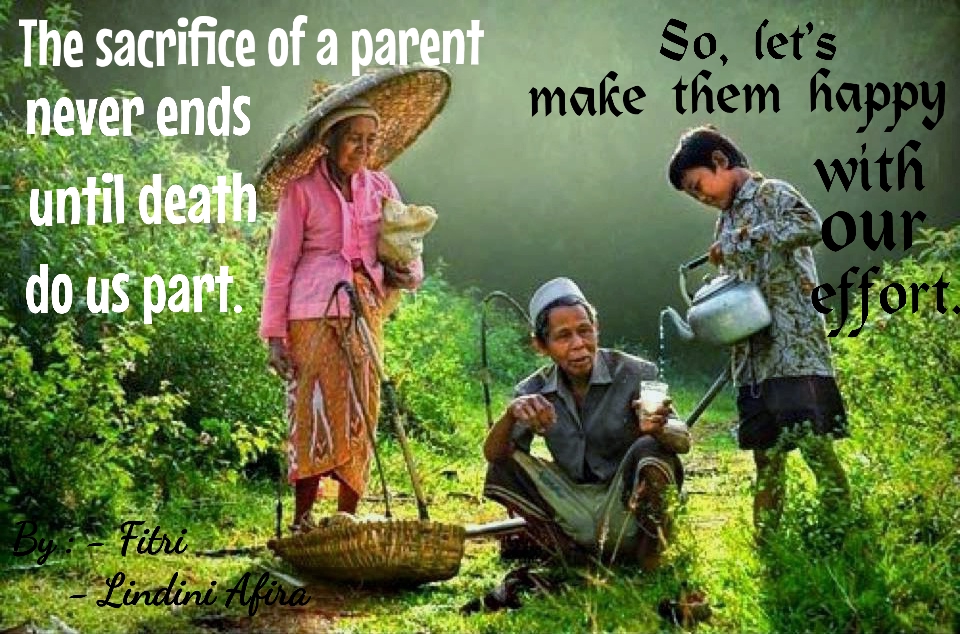 The sacrifice of a parent
never ends
until death
do us part.
So, let's
make them happy
with
our
effort.
By : - Fitri
- Lindini Afira